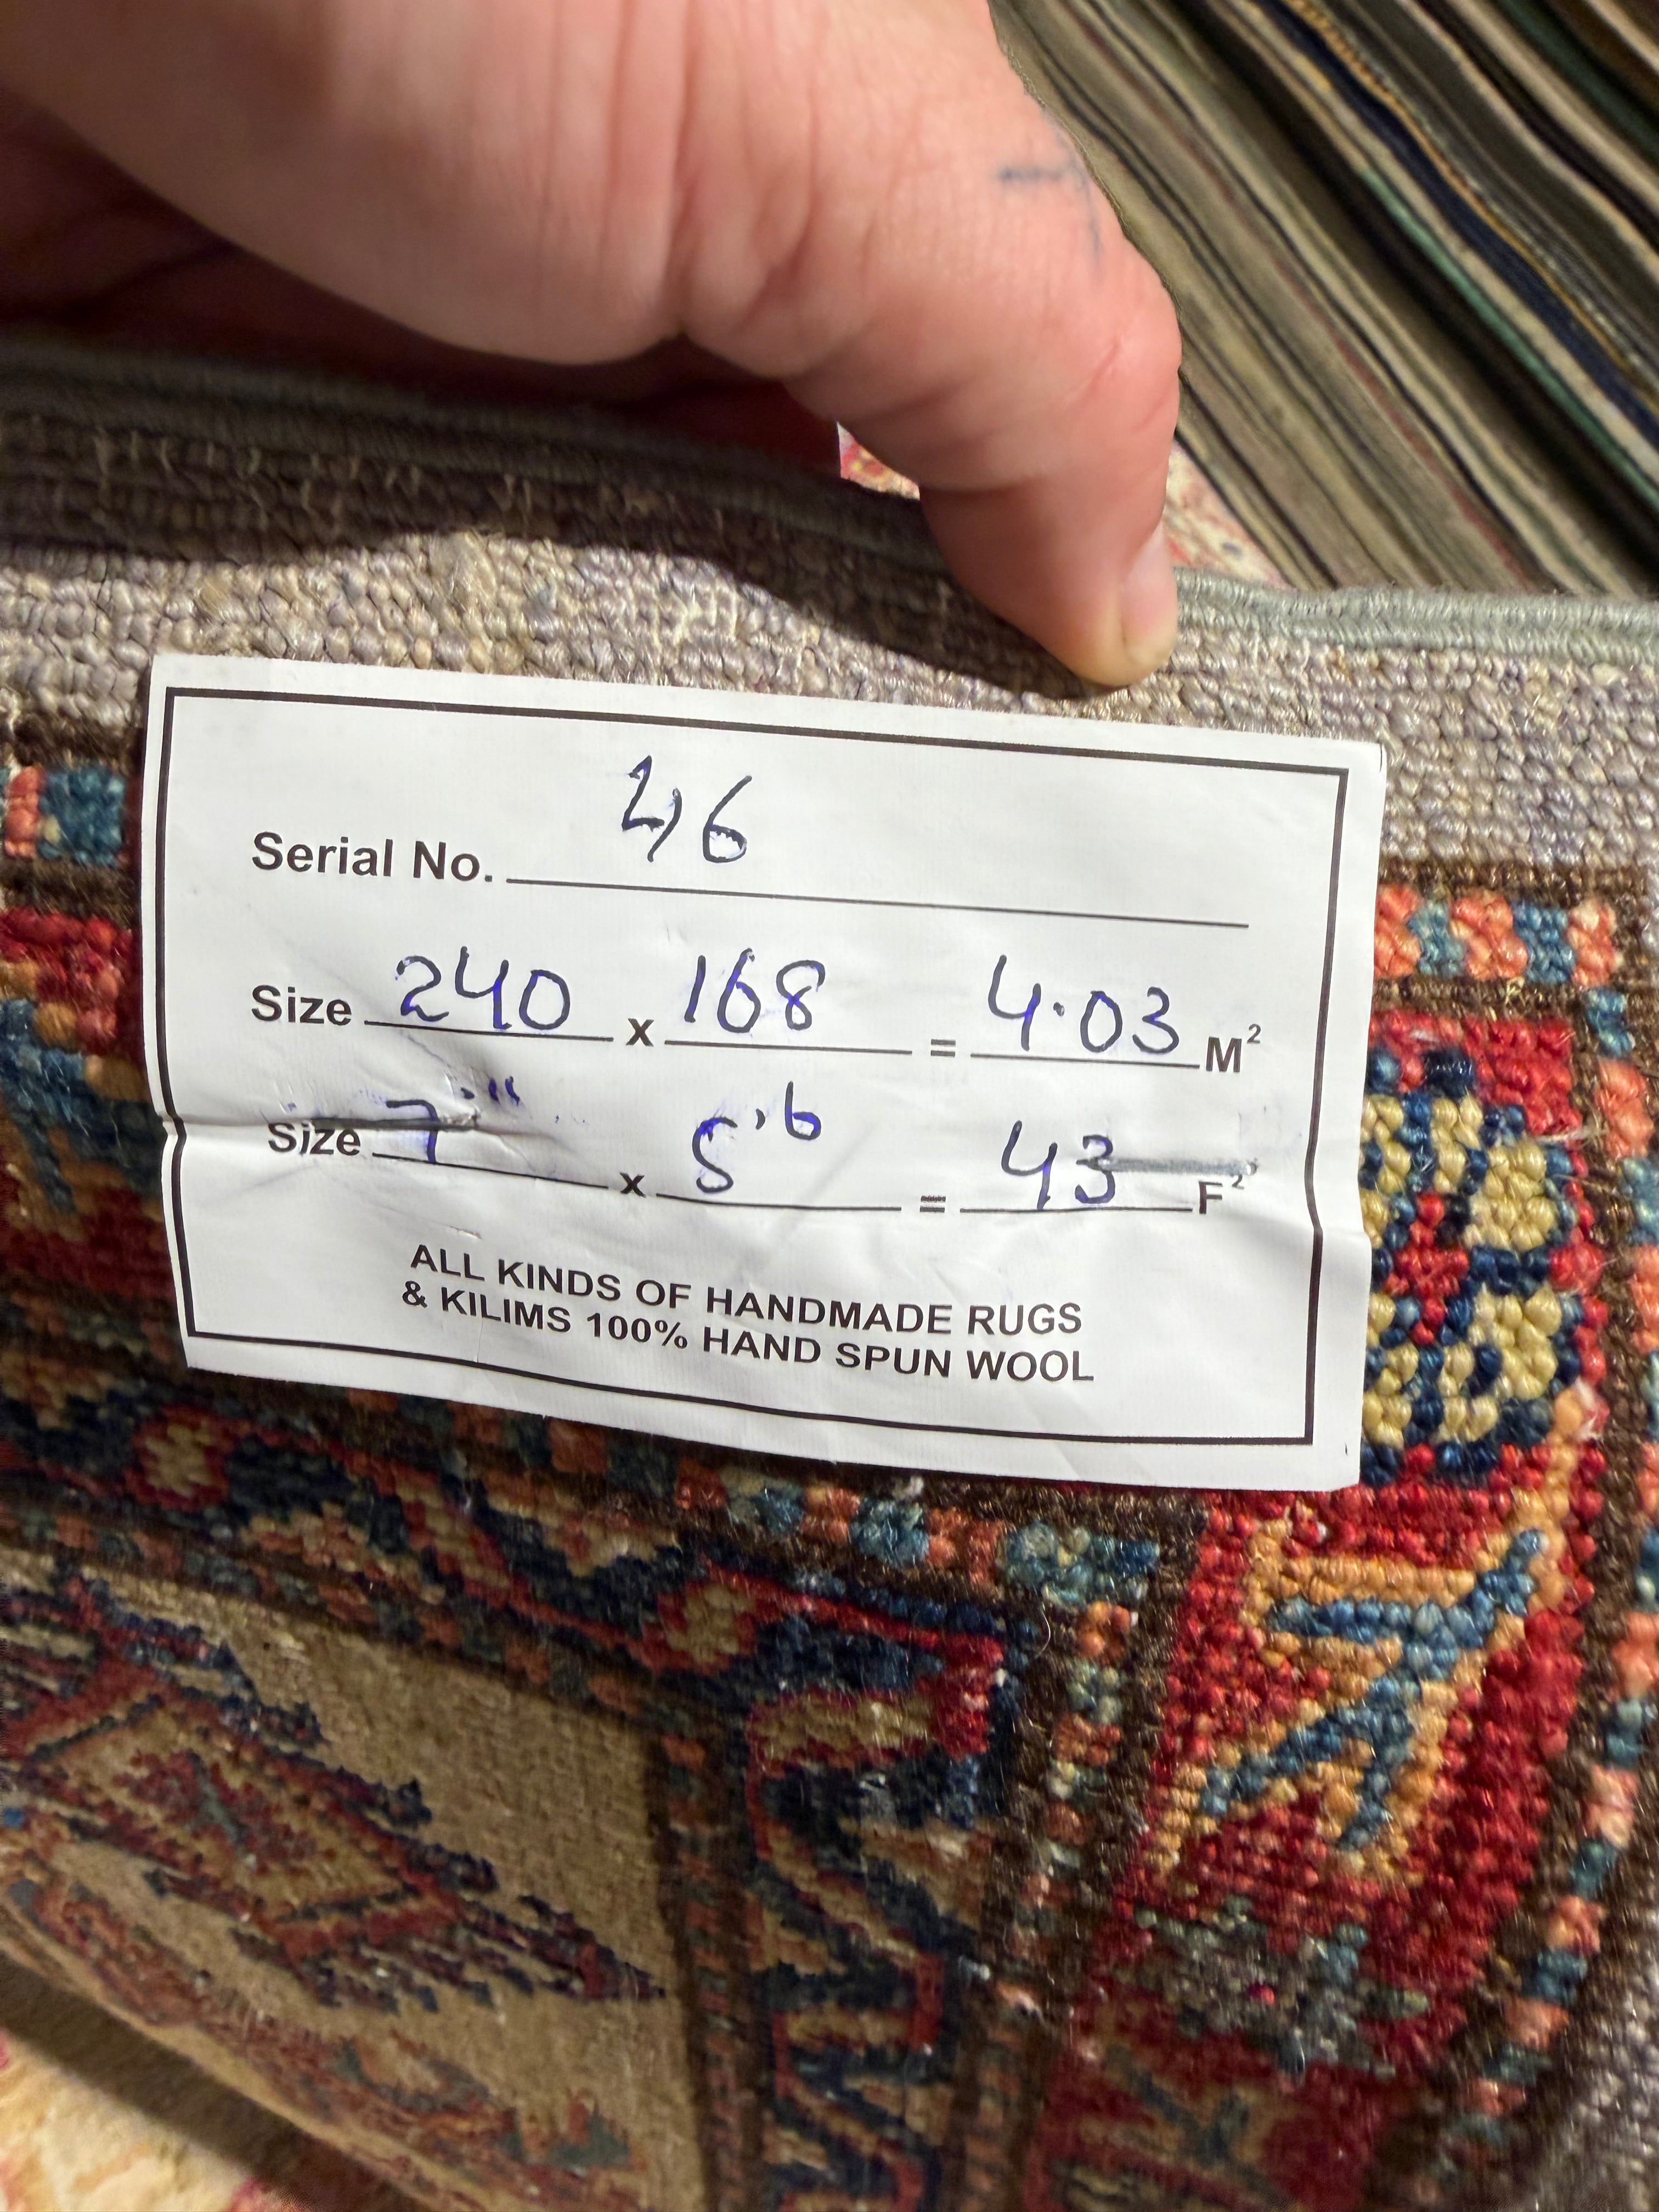 Serial No. 46
Size 240 x 168 = 4.03 M²
Size 7'11 x 5'6 = 43 F²
ALL KINDS OF HANDMADE RUGS
& KILIMS 100% HAND SPUN WOOL